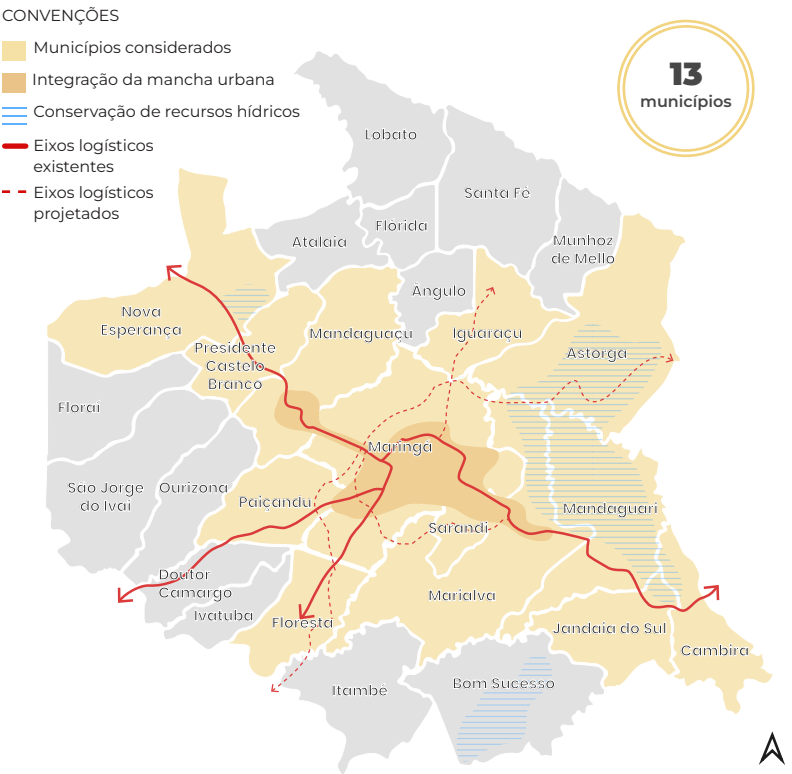 CONVENÇÕES
Municípios considerados
Integração da mancha urbana
Conservação de recursos hídricos
Eixos logísticos
existentes
Eixos logísticos
projetados
13
municípios
Lobato
Santa Fé
Flórida
Atalaia
Munhoz
de Mello
Ângulo
Nova
Esperança
Mandaguaçu
Iguaraçu
Presidente
Castelo
Branco
Astorga
Floraí
Maringá
São Jorge
do Ivaí
Ourizona
Paiçandu
Mandaguari
Sarandi
Doutor
Camargo
Marialva
Ivatuba
Floresta
Jandaia do Sul
Cambira
Itambé
Bom Sucesso